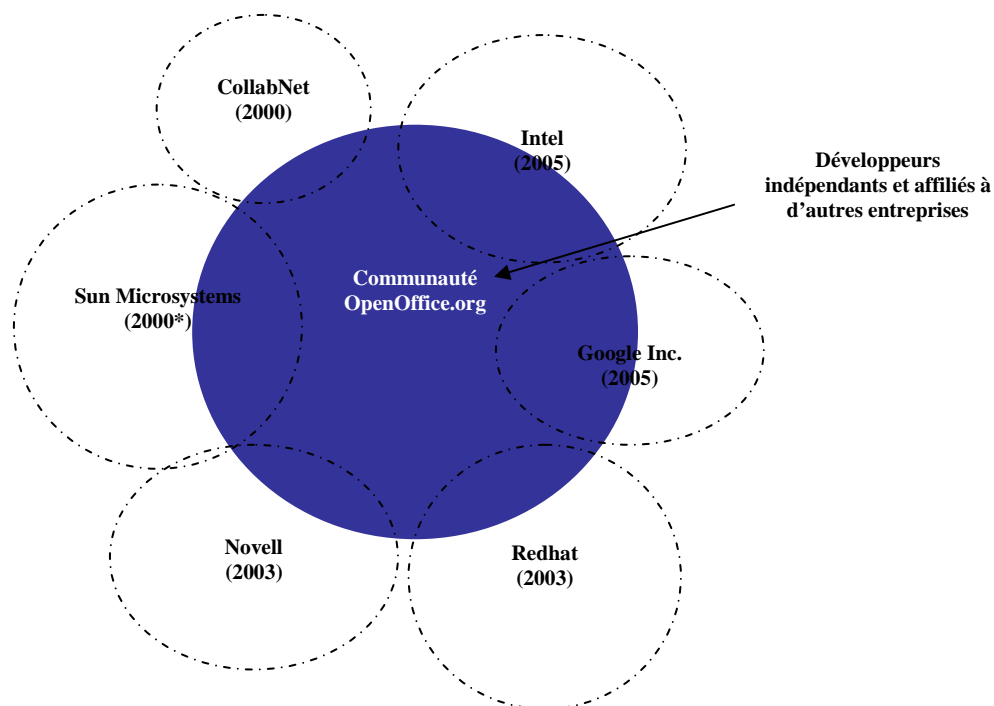 CollabNet
(2000)
Intel
(2005)
Développeurs
indépendants et affiliés à
d'autres entreprises
Communauté
OpenOffice.org
Sun Microsystems
(2000*)
Google Inc.
(2005)
Novell
(2003)
Redhat
(2003)